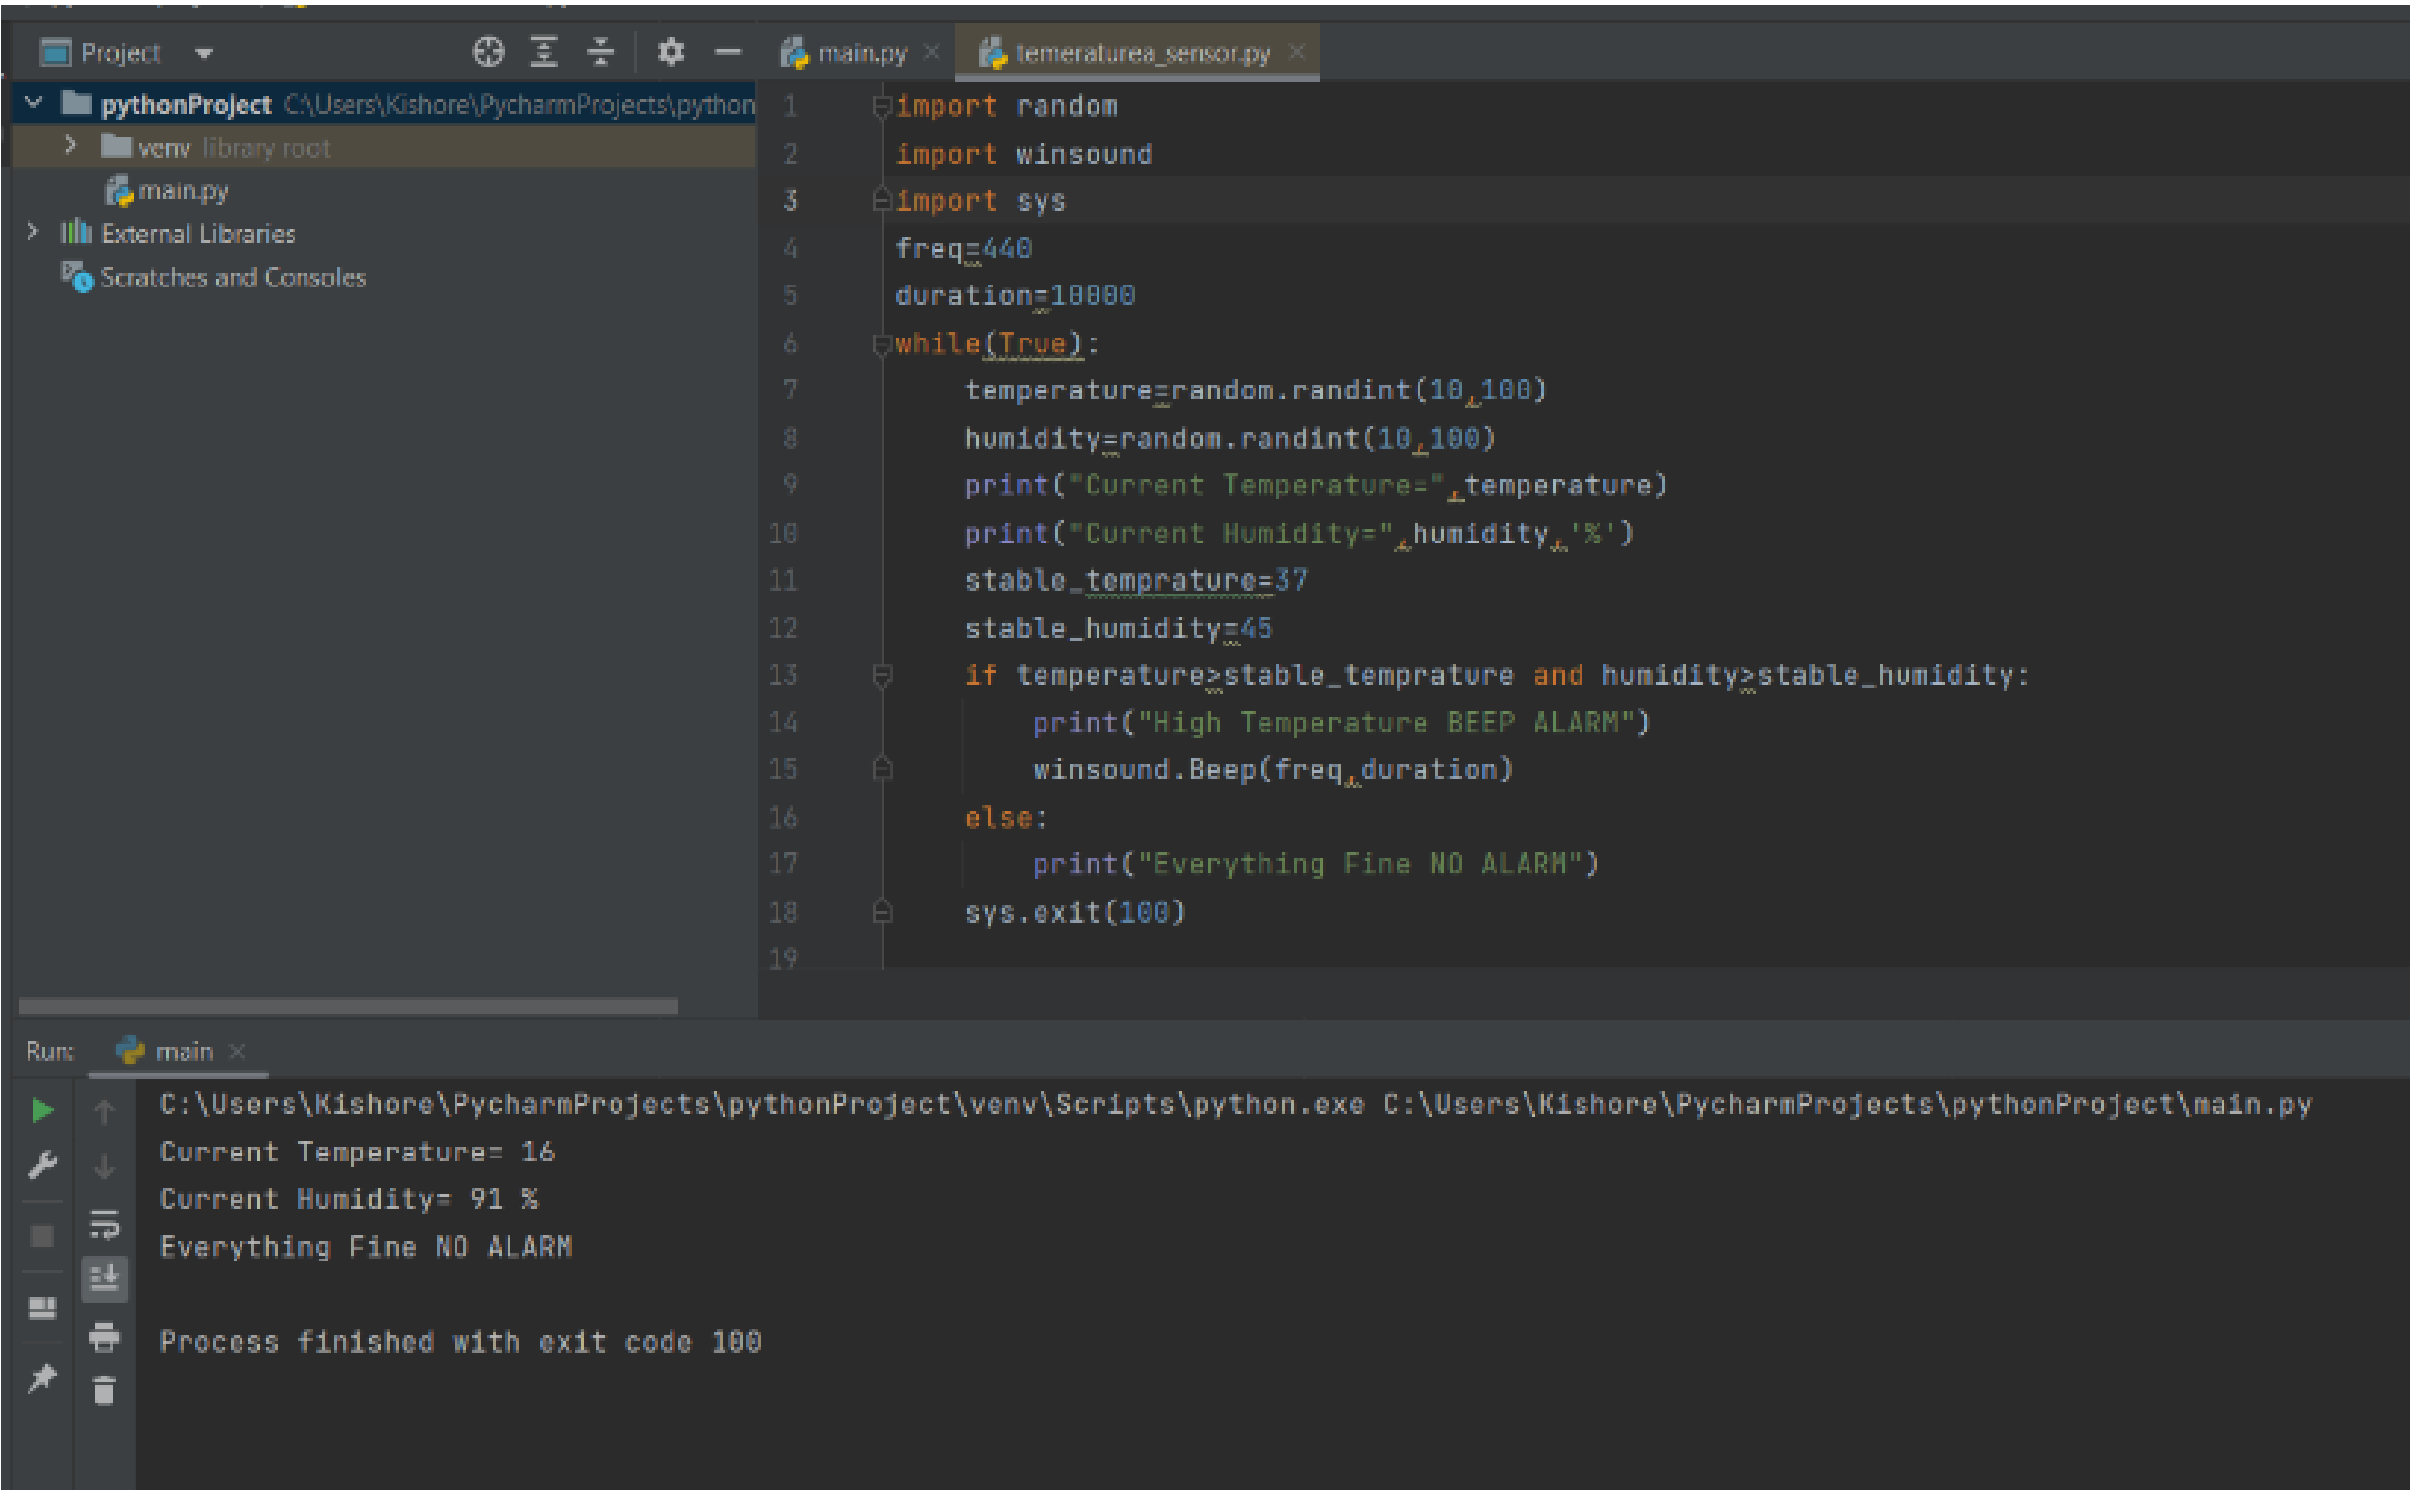 Project
main.py
temeraturea_sensor.py
pythonProject C:\Users\Kishore\PycharmProjects\python
venv library root
main.py
External Libraries
Scratches and Consoles
1 import random
2 import winsound
3 import sys
4 freq=440
5 duration=10000
6 while(True):
7 temperature=random.randint(10,100)
8 humidity=random.randint(10,100)
9 print("Current Temperature=",temperature)
10 print("Current Humidity=",humidity,'%')
11 stable_temprature=37
12 stable_humidity=45
13 if temperature>stable_temprature and humidity>stable_humidity:
14 print("High Temperature BEEP ALARM")
15 winsound.Beep(freq,duration)
16 else:
17 print("Everything Fine NO ALARM")
18 sys.exit(100)
19
Run: main
C:\Users\Kishore\PycharmProjects\pythonProject\venv\Scripts\python.exe C:\Users\Kishore\PycharmProjects\pythonProject\main.py
Current Temperature= 16
Current Humidity= 91 %
Everything Fine NO ALARM
Process finished with exit code 100